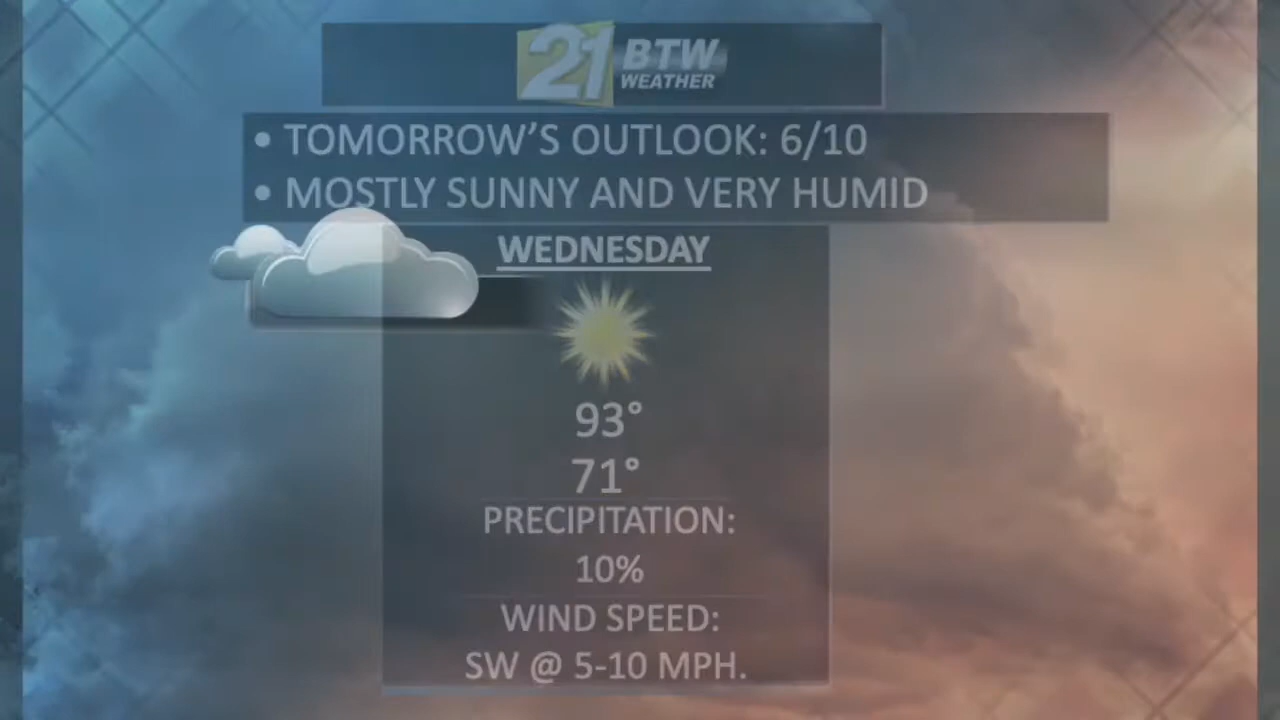 21 BTW
WEATHER
• TOMORROW'S OUTLOOK: 6/10
• MOSTLY SUNNY AND VERY HUMID
WEDNESDAY
93°
71°
PRECIPITATION:
10%
WIND SPEED:
SW @ 5-10 MPH.